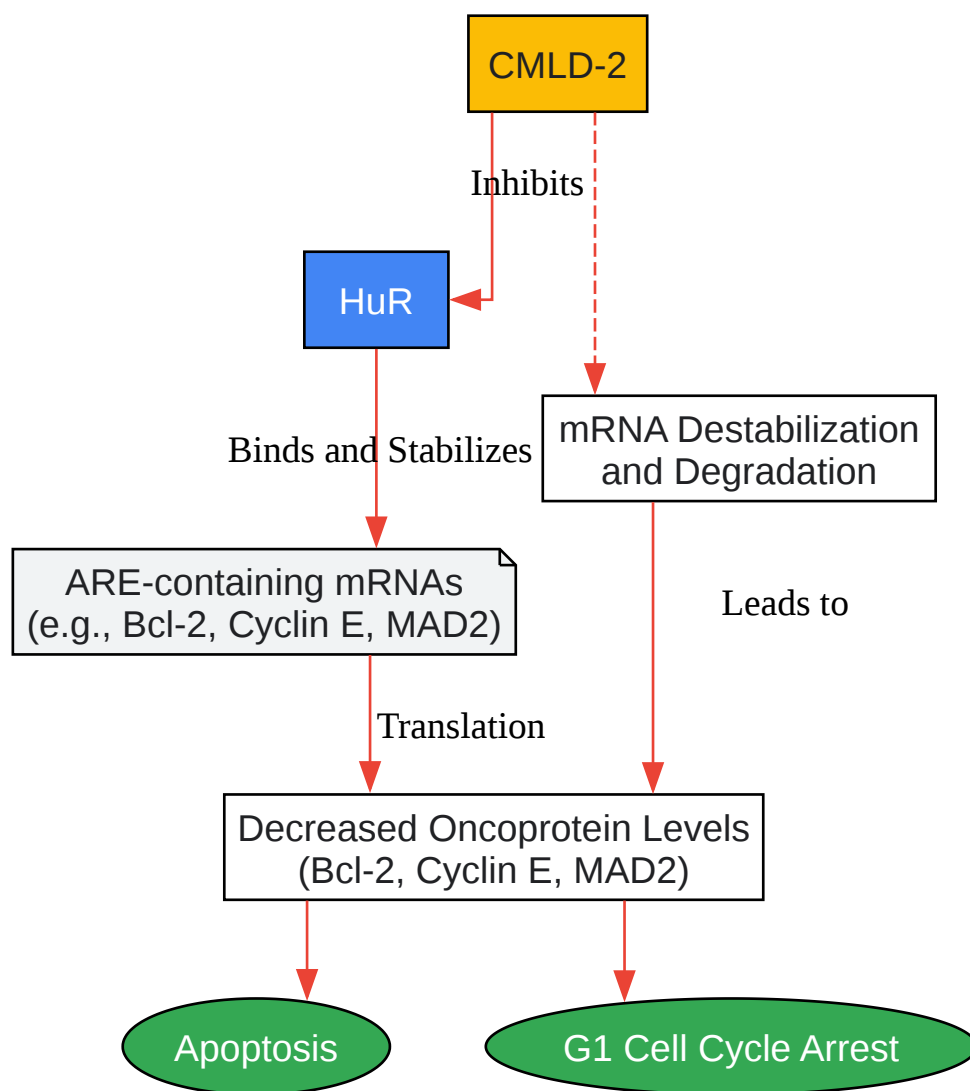 CMLD-2
Inhibits
HuR
Binds and Stabilizes
mRNA Destabilization
and Degradation
ARE-containing mRNAs
(e.g., Bcl-2, Cyclin E, MAD2)
Leads to
Translation
Decreased Oncoprotein Levels
(Bcl-2, Cyclin E, MAD2)
Apoptosis
G1 Cell Cycle Arrest